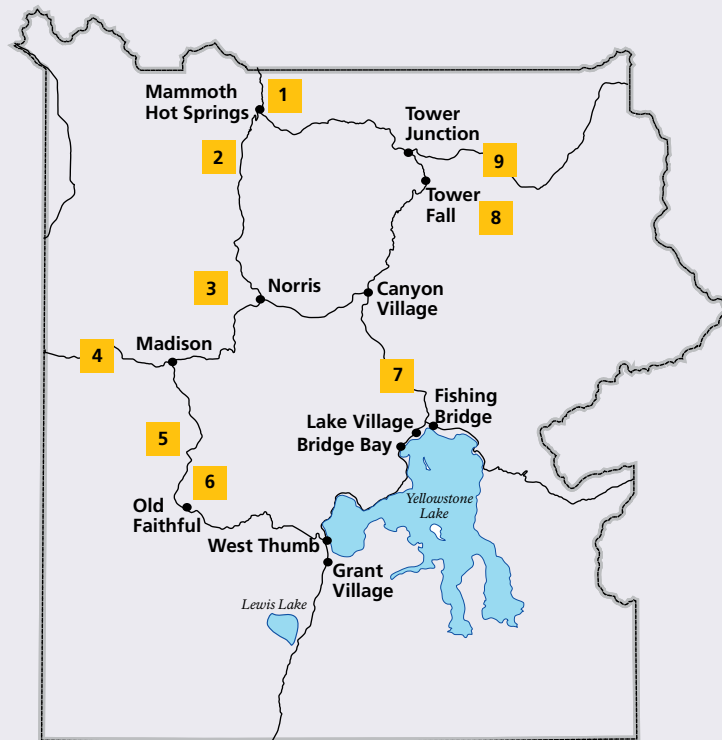 1
Mammoth
Hot Springs
Tower
Junction
2
9
Tower
Fall
8
3
Norris
Canyon
Village
Madison
4
7
Fishing
Bridge
Lake Village
Bridge Bay
5
6
Old
Faithful
Yellowstone
Lake
West Thumb
Grant
Village
Lewis Lake